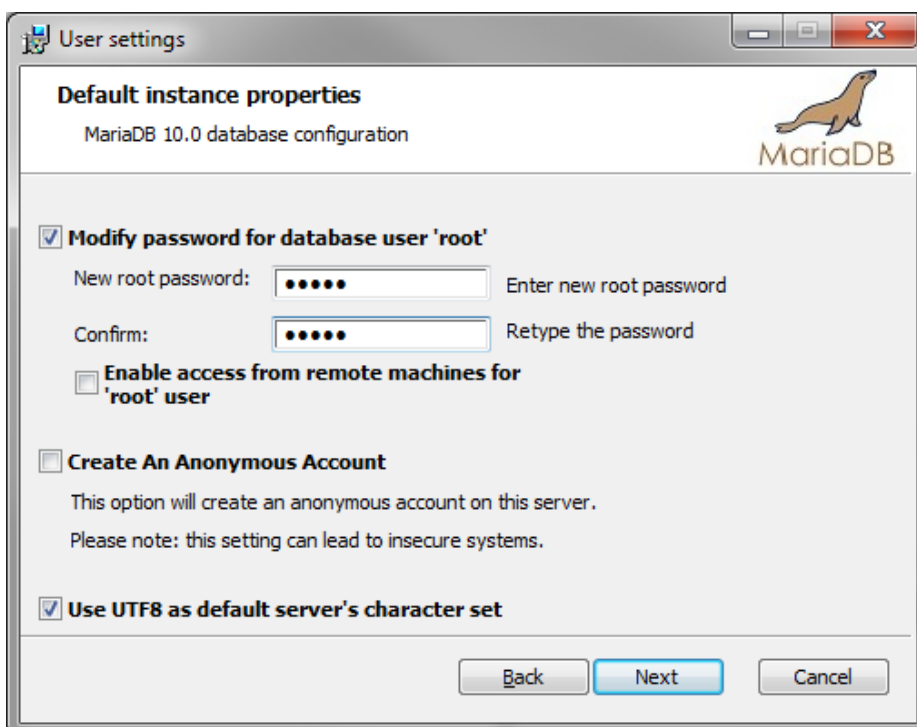 User settings
Default instance properties
MariaDB 10.0 database configuration
MariaDB
Modify password for database user 'root'
New root password: ●●●●● Enter new root password
Confirm: ●●●●● Retype the password
Enable access from remote machines for
'root' user
Create An Anonymous Account
This option will create an anonymous account on this server.
Please note: this setting can lead to insecure systems.
Use UTF8 as default server's character set
Back Next Cancel